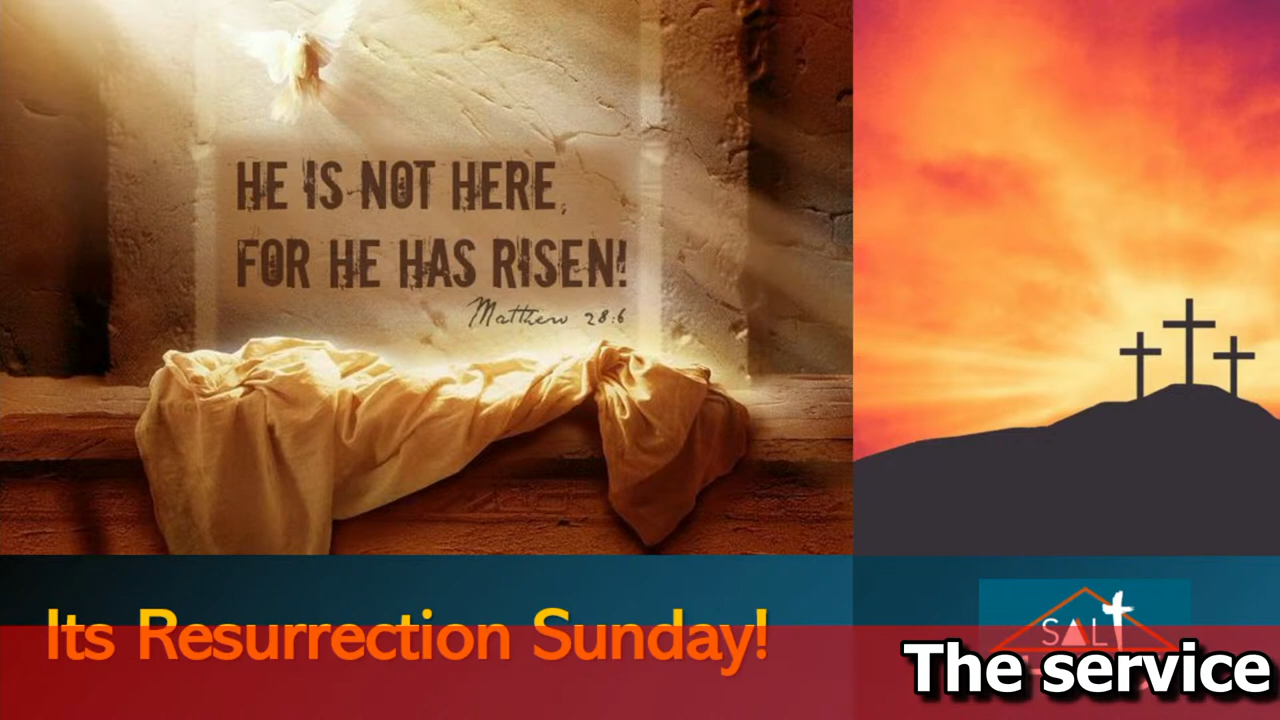 HE IS NOT HERE,
FOR HE HAS RISEN!
Matthew 28:6
Its Resurrection Sunday!
SALT
The service